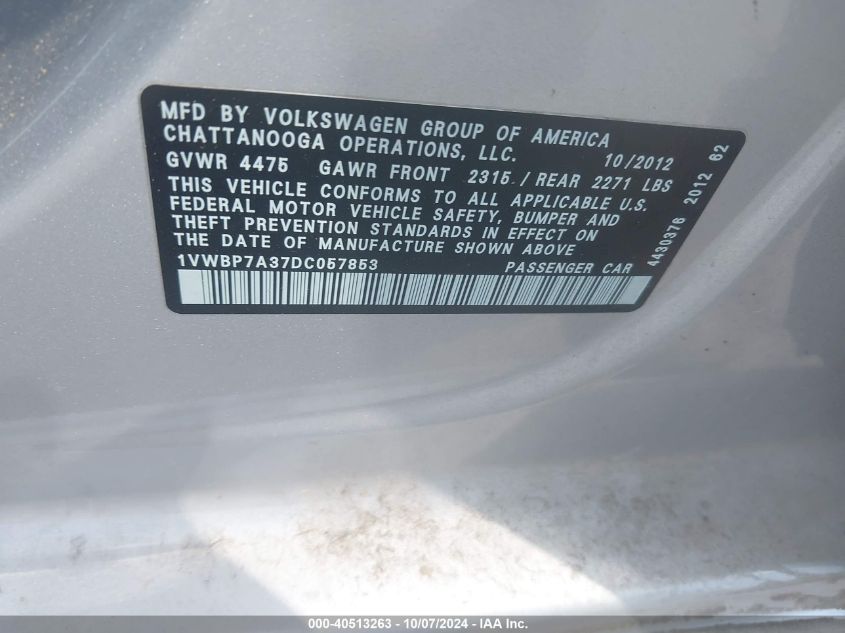 MFD BY VOLKSWAGEN GROUP OF AMERICA
CHATTANOOGA OPERATIONS, LLC. 10/2012
GVWR 4475 GAWR FRONT 2315 / REAR 2271 LBS
THIS VEHICLE CONFORMS TO ALL APPLICABLE U.S.
FEDERAL MOTOR VEHICLE SAFETY, BUMPER AND
THEFT PREVENTION STANDARDS IN EFFECT ON
THE DATE OF MANUFACTURE SHOWN ABOVE
1VWBP7A37DC057853 PASSENGER CAR
4430376 2012 62
000-40513263 - 10/07/2024 - IAA Inc.